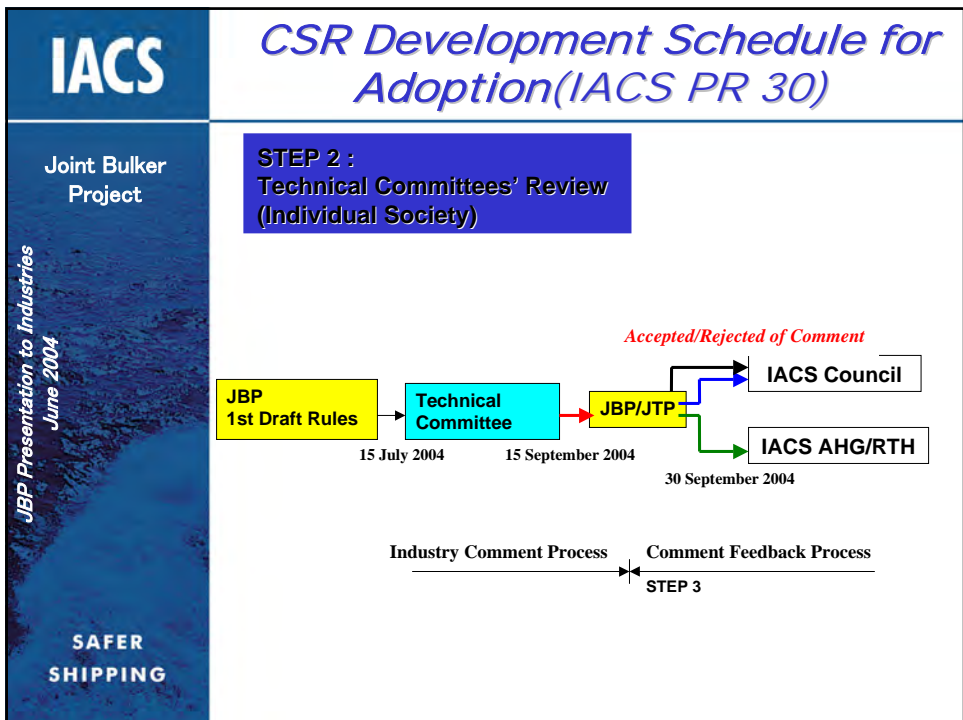 IACS
CSR Development Schedule for
Adoption(IACS PR 30)
Joint Bulker
Project
JBP Presentation to Industries
June 2004
SAFER
SHIPPING
STEP 2 :
Technical Committees' Review
(Individual Society)
Accepted/Rejected of Comment
JBP
1st Draft Rules
Technical
Committee
JBP/JTP
IACS Council
IACS AHG/RTH
15 July 2004
15 September 2004
30 September 2004
Industry Comment Process
Comment Feedback Process
STEP 3